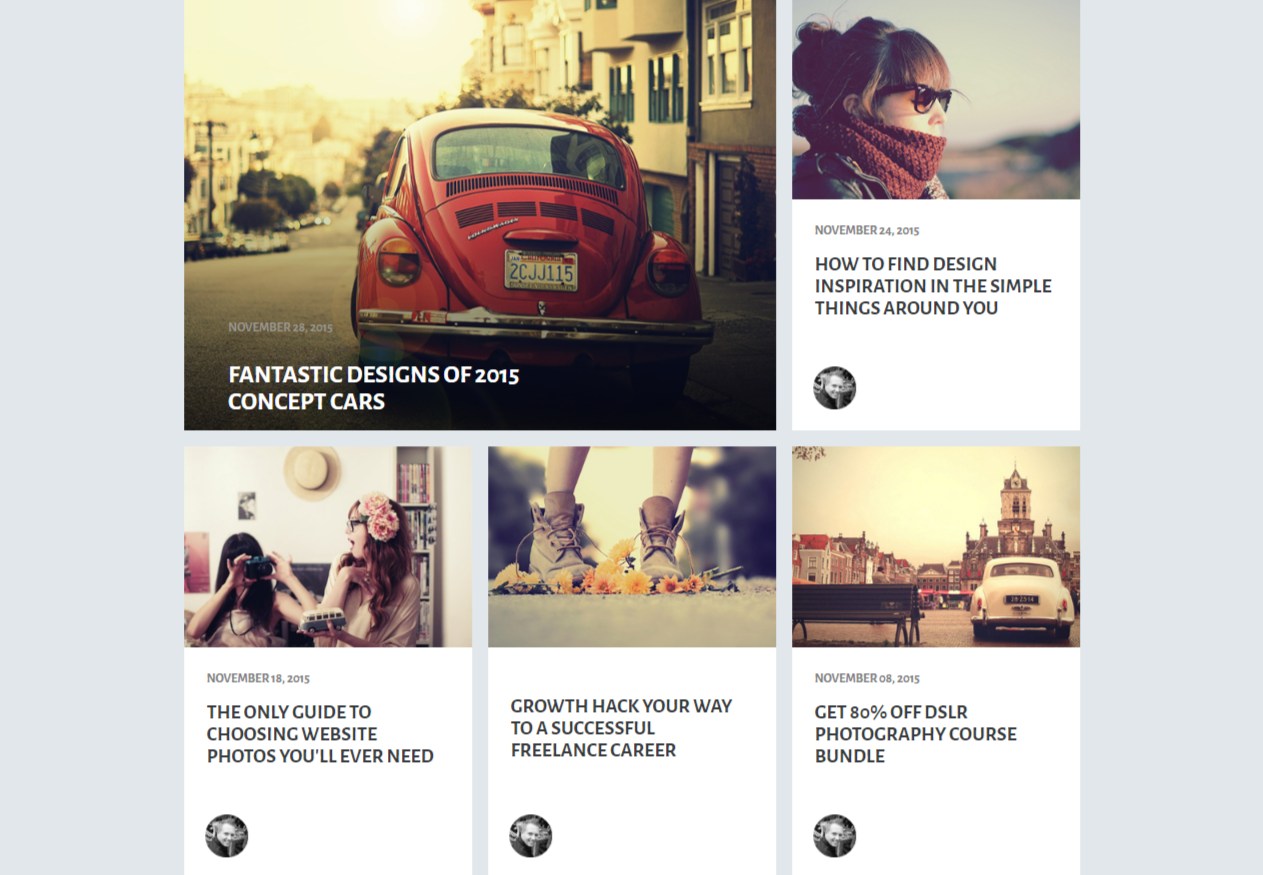 VOLKSWAGEN
CALIFORNIA
2CJJ115
NOVEMBER 28, 2015
FANTASTIC DESIGNS OF 2015
CONCEPT CARS
NOVEMBER 24, 2015
HOW TO FIND DESIGN
INSPIRATION IN THE SIMPLE
THINGS AROUND YOU
NOVEMBER 18, 2015
THE ONLY GUIDE TO
CHOOSING WEBSITE
PHOTOS YOU'LL EVER NEED
GROWTH HACK YOUR WAY
TO A SUCCESSFUL
FREELANCE CAREER
NOVEMBER 08, 2015
GET 80% OFF DSLR
PHOTOGRAPHY COURSE
BUNDLE